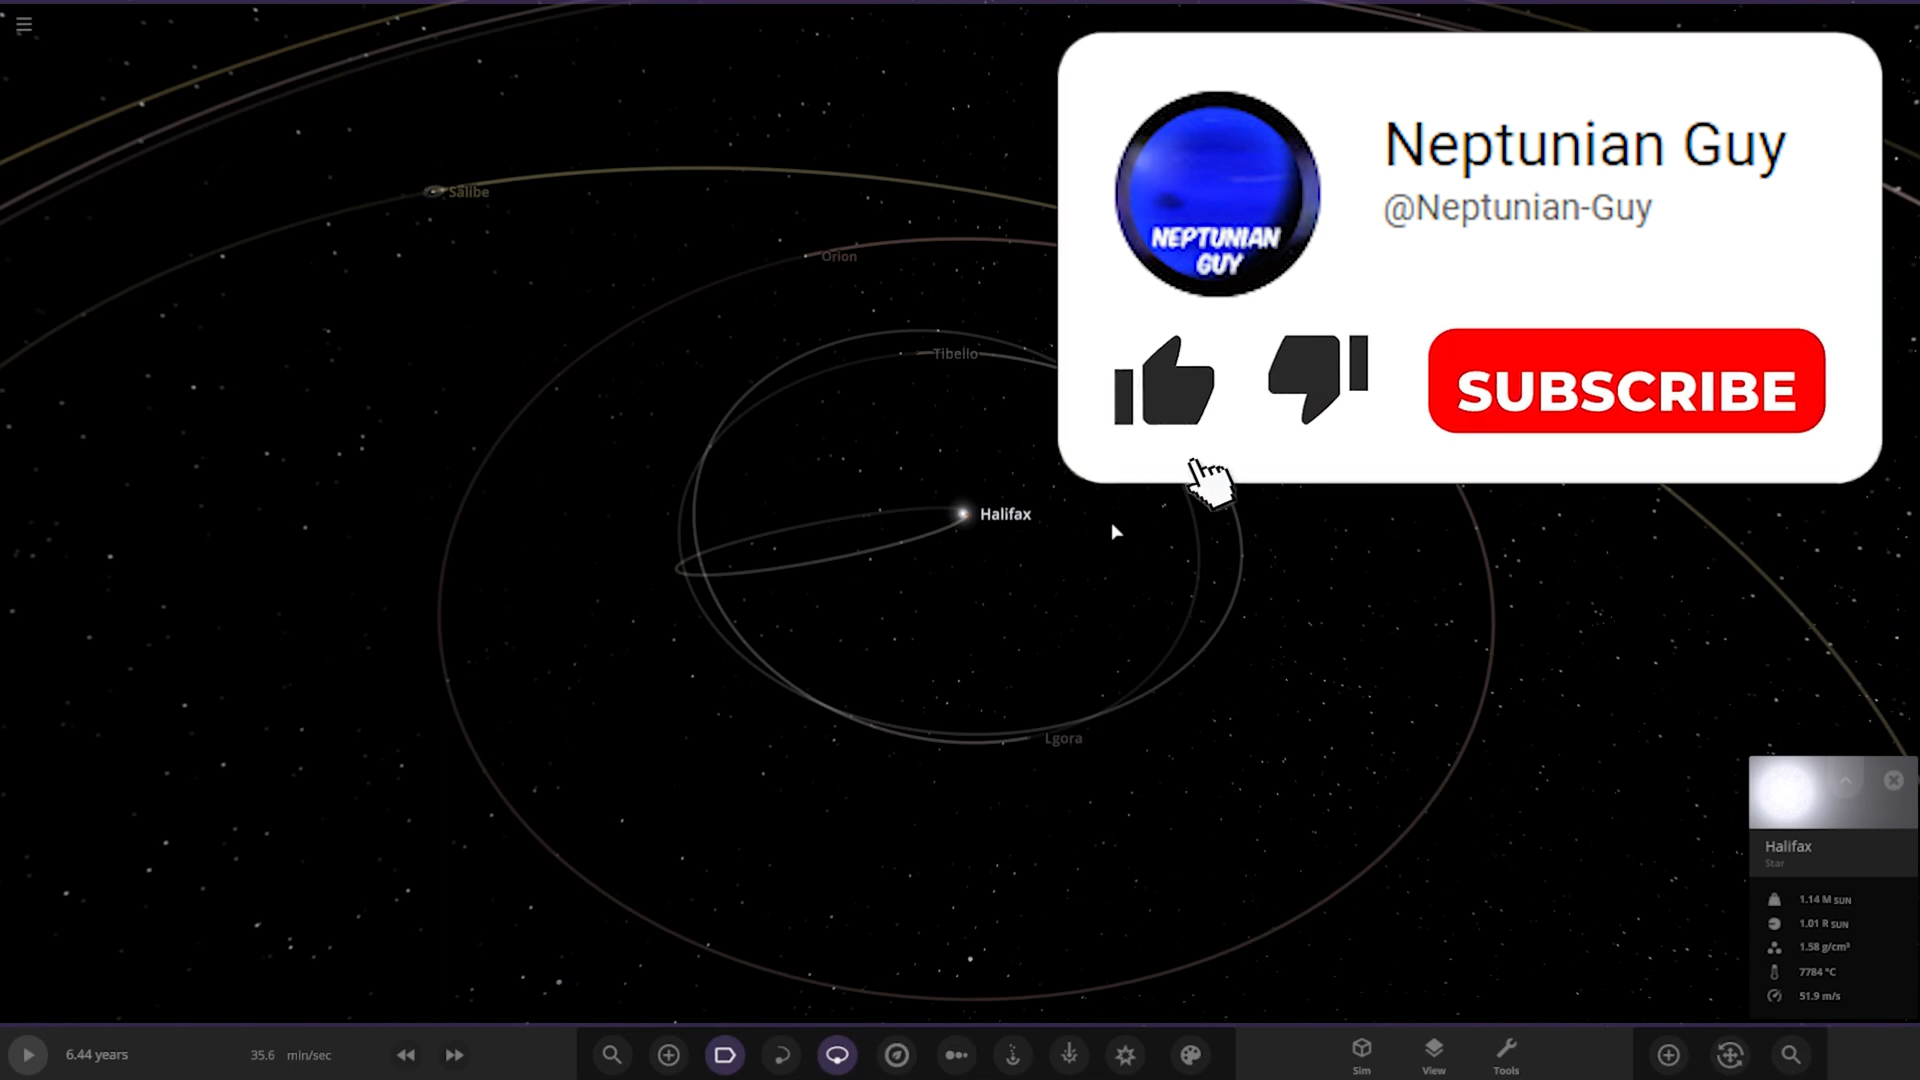 Neptunian Guy
@Neptunian-Guy
NEPTUNIAN
GUY
SUBSCRIBE
Salibe
Orion
Tibello
Halifax
Lgora
Halifax
Star
1.14 M SUN
1.01 R SUN
1.58 g/cm³
7784 °C
51.9 m/s
6.44 years
35.6 min/sec
Sim
View
Tools